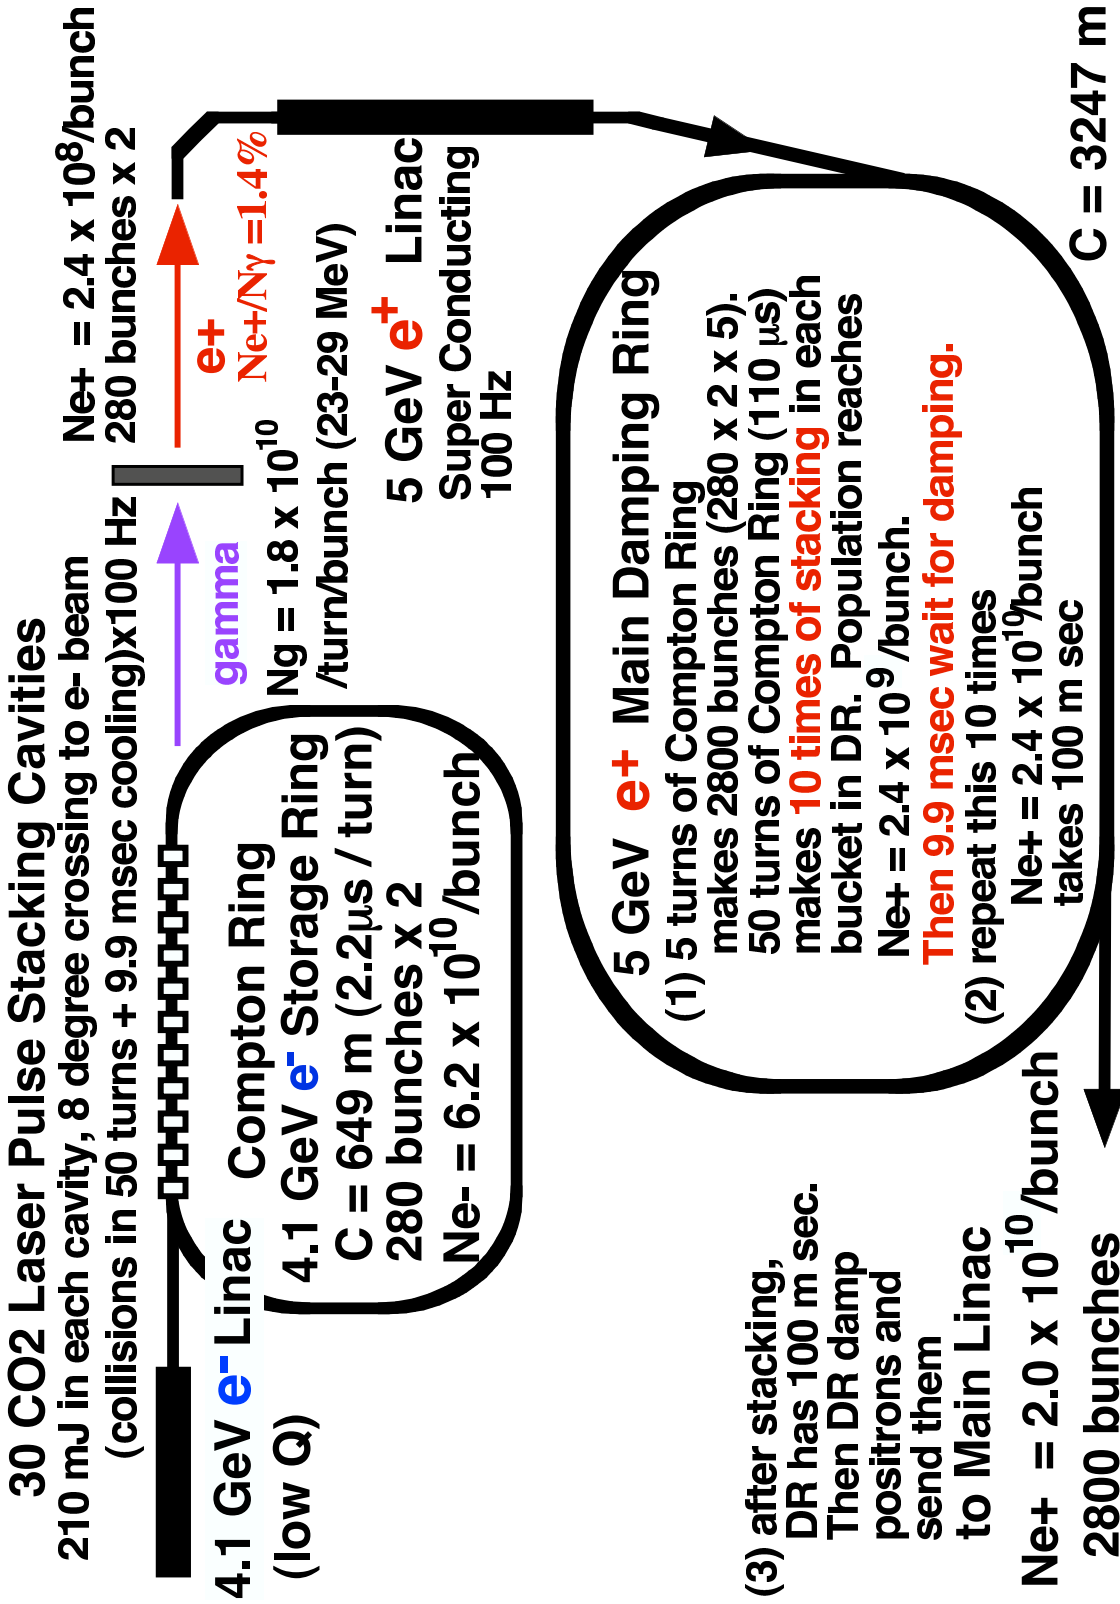 30 CO2 Laser Pulse Stacking Cavities
210 mJ in each cavity, 8 degree crossing to e- beam
(collisions in 50 turns + 9.9 msec cooling)x100 Hz
Ne+ = 2.4 x 10^8/bunch
280 bunches x 2
e+
Ne+/Nγ =1.4%
gamma
Ng = 1.8 x 10^10
/turn/bunch (23-29 MeV)
4.1 GeV e- Linac
(low Q)
Compton Ring
4.1 GeV e- Storage Ring
C = 649 m (2.2μs / turn)
280 bunches x 2
Ne- = 6.2 x 10^10/bunch
5 GeV e+ Linac
Super Conducting
100 Hz
5 GeV e+ Main Damping Ring
(1) 5 turns of Compton Ring
makes 2800 bunches (280 x 2 x 5).
50 turns of Compton Ring (110 μs)
makes 10 times of stacking in each
bucket in DR. Population reaches
Ne+ = 2.4 x 10^9/bunch.
Then 9.9 msec wait for damping.
(2) repeat this 10 times
Ne+ = 2.4 x 10^10/bunch
takes 100 m sec
C = 3247 m
(3) after stacking,
DR has 100 m sec.
Then DR damp
positrons and
send them
to Main Linac
Ne+ = 2.0 x 10^10/bunch
2800 bunches